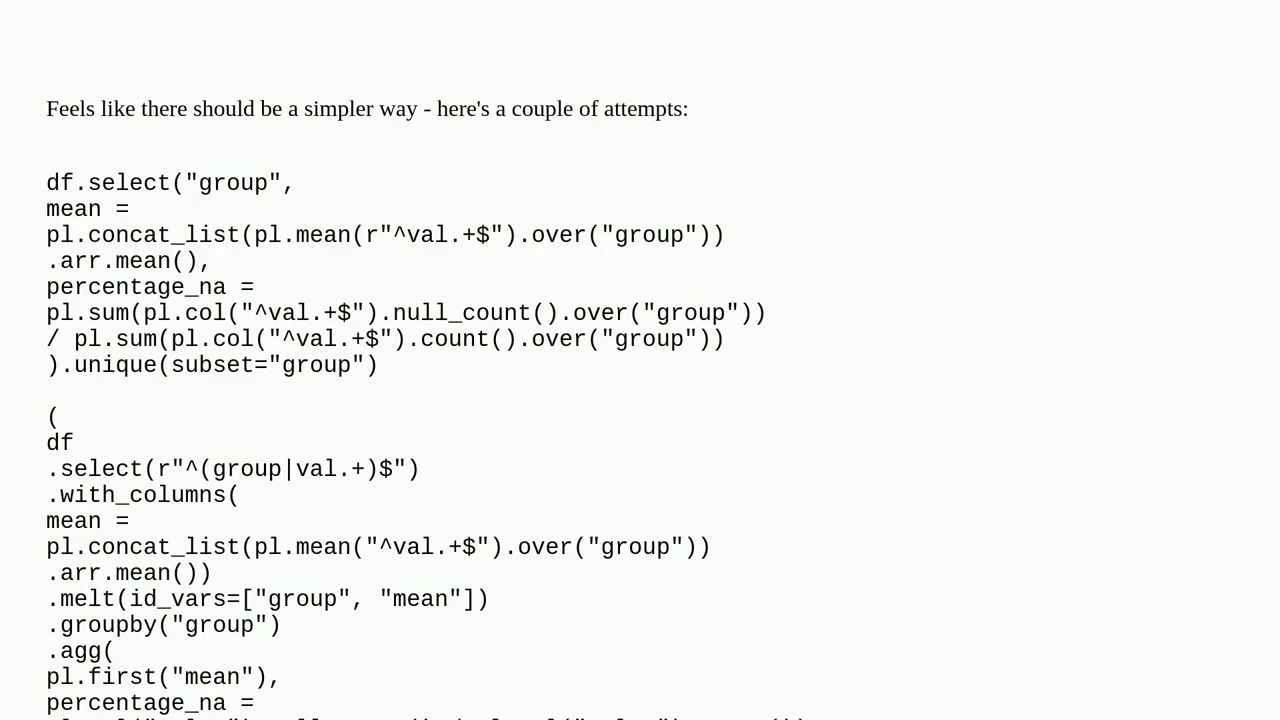 Feels like there should be a simpler way - here's a couple of attempts:
df.select("group",
mean =
pl.concat_list(pl.mean(r"^val.+$").over("group"))
.arr.mean(),
percentage_na =
pl.sum(pl.col("^val.+$").null_count().over("group"))
/ pl.sum(pl.col("^val.+$").count().over("group"))
).unique(subset="group")
(
df
.select(r"^(group|val.+)$")
.with_columns(
mean =
pl.concat_list(pl.mean("^val.+$").over("group"))
.arr.mean())
.melt(id_vars=["group", "mean"])
.groupby("group")
.agg(
pl.first("mean"),
percentage_na =